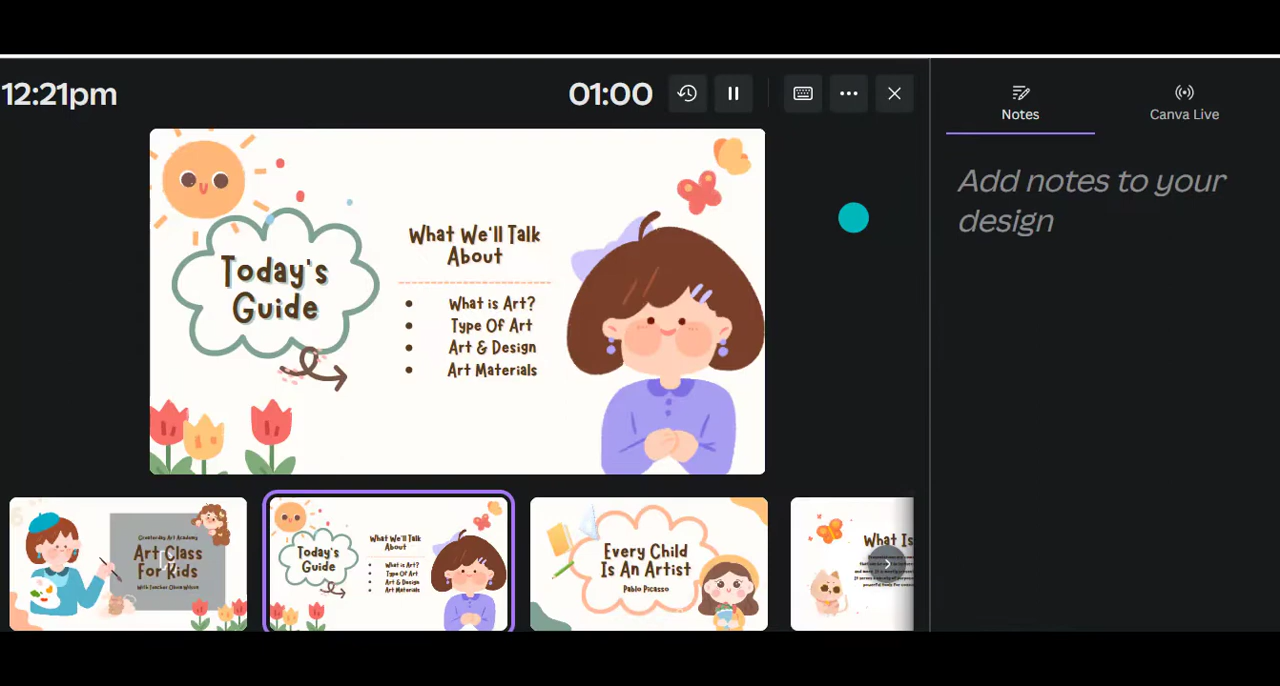 12:21pm
01:00
Notes
Canva Live
Add notes to your
design
Today's
Guide
What We'll Talk
About
What is Art?
Type Of Art
Art & Design
Art Materials
Art Class
For Kids
Today's
Guide
What We'll Talk
About
What is Art?
Type Of Art
Art & Design
Art Materials
Every Child
Is An Artist
Pablo Picasso
What Is